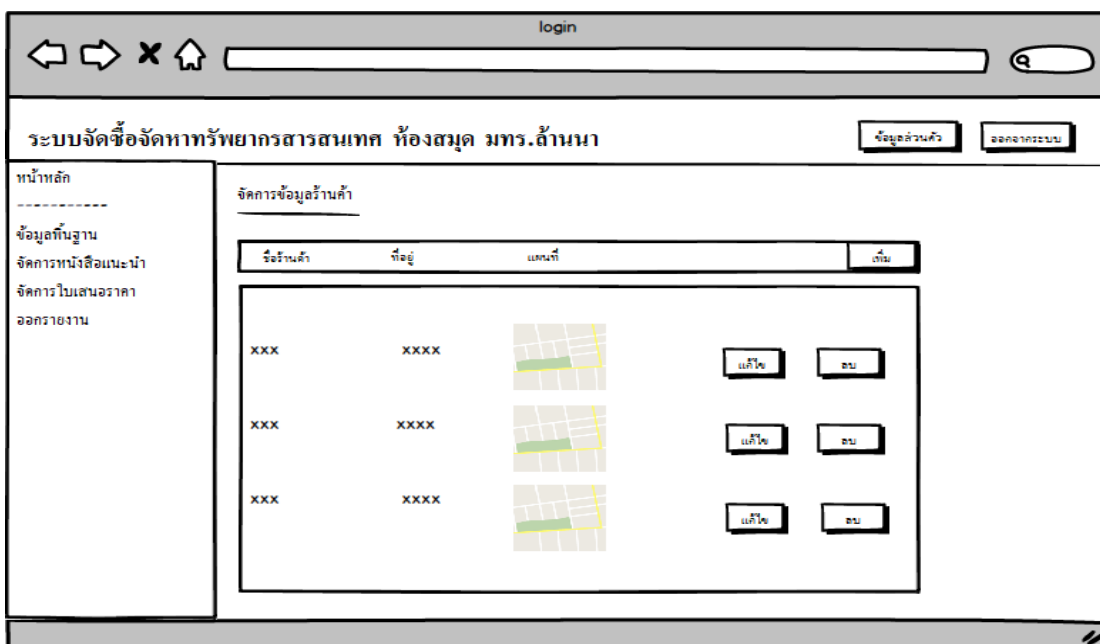 login
ระบบจัดซื้อจัดหาทรัพยากรสารสนเทศ ห้องสมุด มทร.ล้านนา
ข้อมูลส่วนตัว ออกจากระบบ
หน้าหลัก
-----------
ข้อมูลพื้นฐาน
จัดการหนังสือแนะนำ
จัดการใบเสนอราคา
ออกรายงาน
จัดการข้อมูลร้านค้า
ชื่อร้านค้า ที่อยู่ แผนที่ เพิ่ม
xxx xxxx แก้ไข ลบ
xxx xxxx แก้ไข ลบ
xxx xxxx แก้ไข ลบ